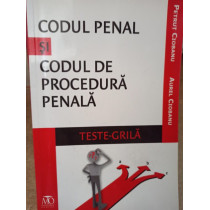 CODUL PENAL
ȘI
CODUL DE
PROCEDURĂ
PENALĂ
TESTE-GRILĂ
PETRUȚ CIOBANU
AUREL CIOBANU